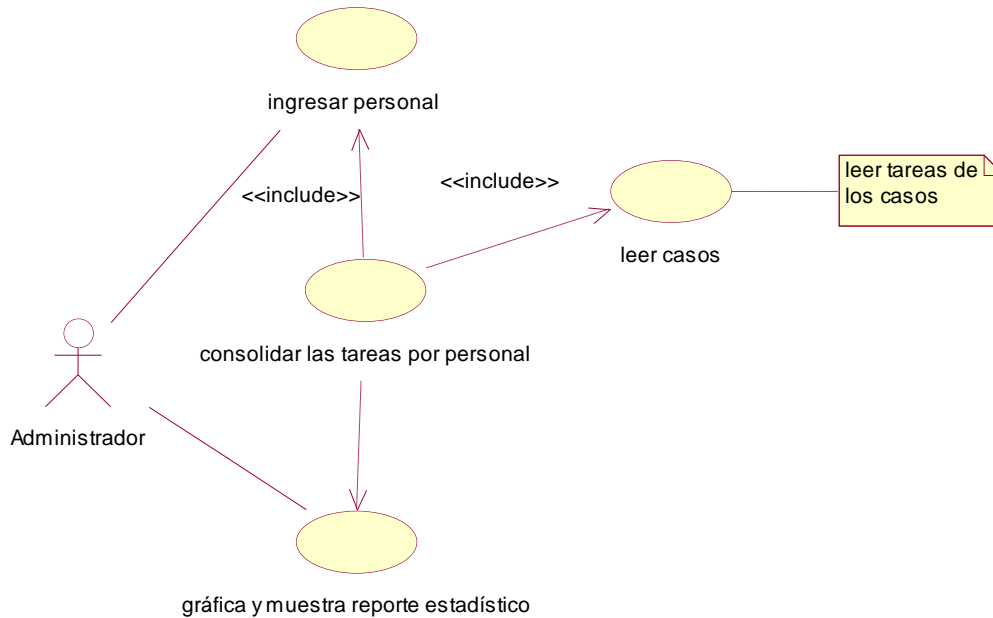 ingresar personal
<<include>>
<<include>>
leer tareas de
los casos
leer casos
consolidar las tareas por personal
Administrador
gráfica y muestra reporte estadístico